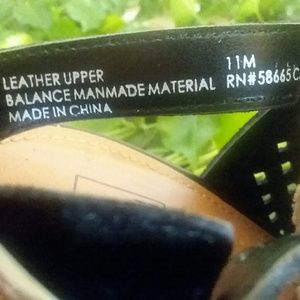 LEATHER UPPER
BALANCE MANMADE MATERIAL
MADE IN CHINA
11M
RN#58665